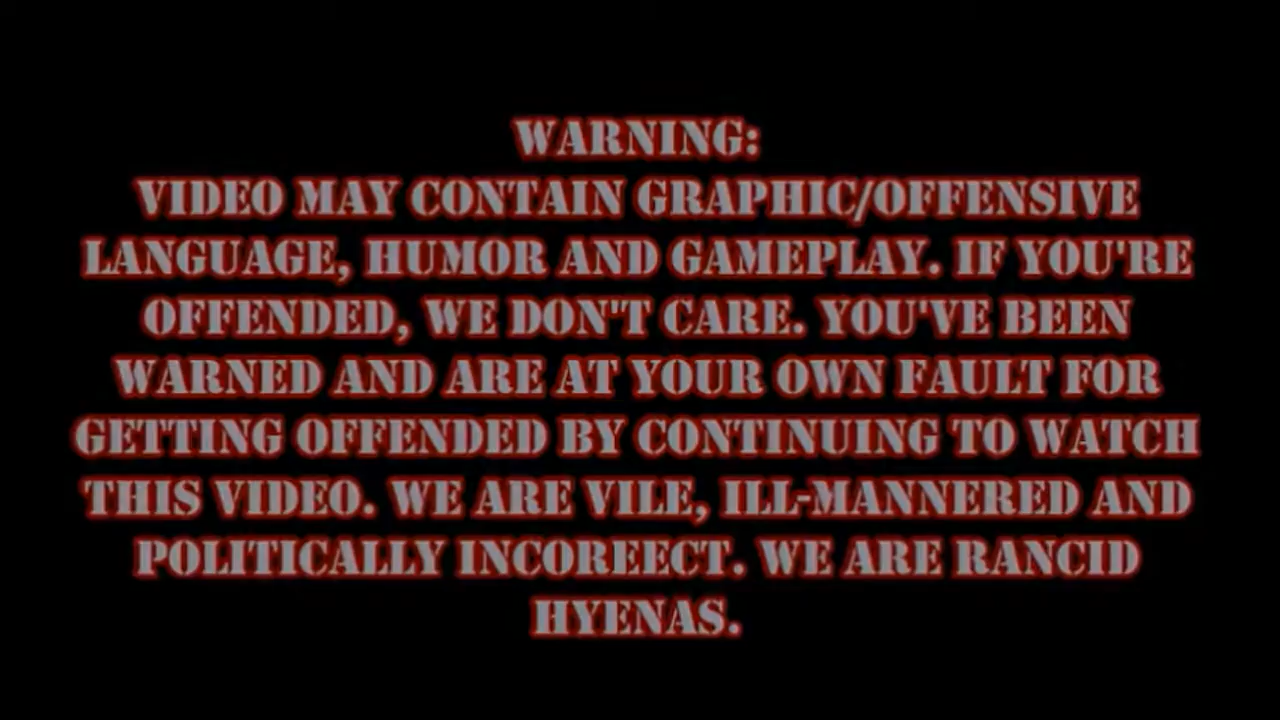 WARNING:
VIDEO MAY CONTAIN GRAPHIC/OFFENSIVE
LANGUAGE, HUMOR AND GAMEPLAY. IF YOU'RE
OFFENDED, WE DON'T CARE. YOU'VE BEEN
WARNED AND ARE AT YOUR OWN FAULT FOR
GETTING OFFENDED BY CONTINUING TO WATCH
THIS VIDEO. WE ARE VILE, ILL-MANNERED AND
POLITICALLY INCOREECT. WE ARE RANCID
HYENAS.